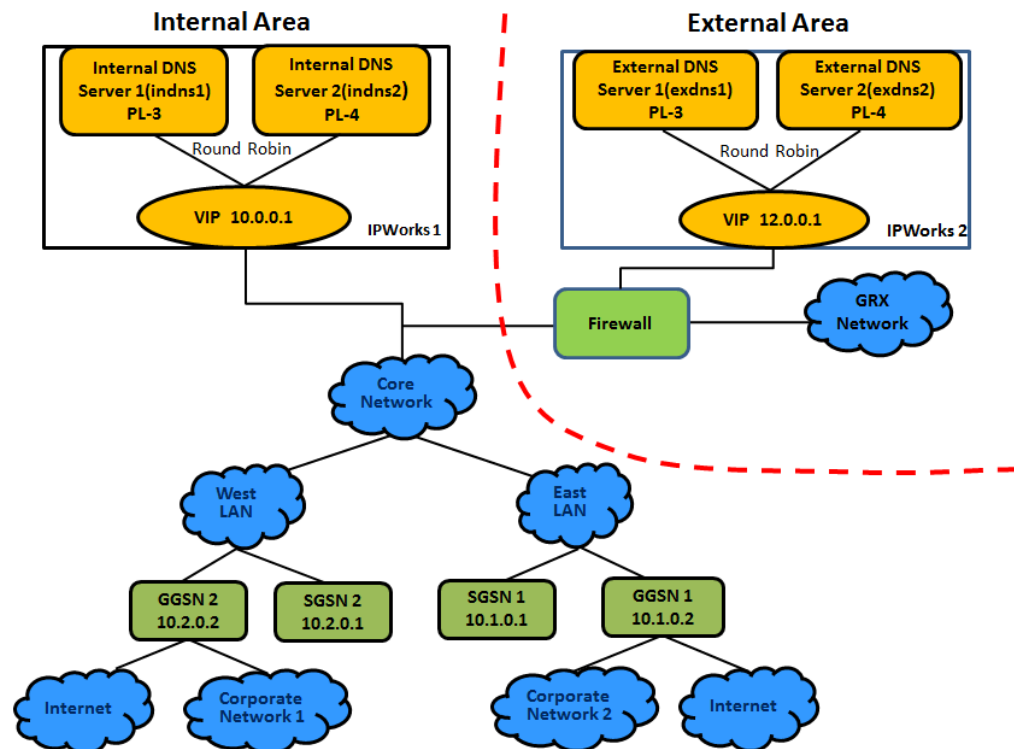 Internal Area
External Area
Internal DNS
Server 1(indns1)
PL-3
Internal DNS
Server 2(indns2)
PL-4
External DNS
Server 1(exdns1)
PL-3
External DNS
Server 2(exdns2)
PL-4
Round Robin
Round Robin
VIP 10.0.0.1
IPWorks 1
VIP 12.0.0.1
IPWorks 2
Firewall
GRX
Network
Core
Network
West
LAN
East
LAN
GGSN 2
10.2.0.2
SGSN 2
10.2.0.1
SGSN 1
10.1.0.1
GGSN 1
10.1.0.2
Internet
Corporate
Network 1
Corporate
Network 2
Internet